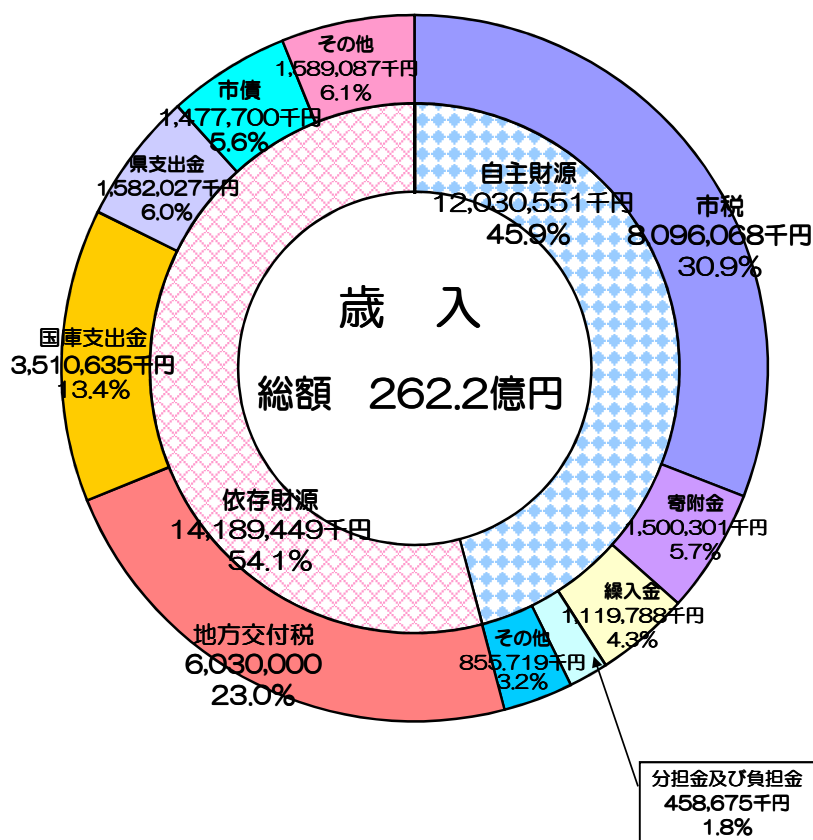 歳　入
総額　262.2億円
自主財源
12,030,551千円
45.9%
市税
8,096,068千円
30.9%
寄附金
1,500,301千円
5.7%
繰入金
1,119,788千円
4.3%
分担金及び負担金
458,675千円
1.8%
その他
855,719千円
3.2%
依存財源
14,189,449千円
54.1%
地方交付税
6,030,000
23.0%
国庫支出金
3,510,635千円
13.4%
県支出金
1,582,027千円
6.0%
市債
1,477,700千円
5.6%
その他
1,589,087千円
6.1%